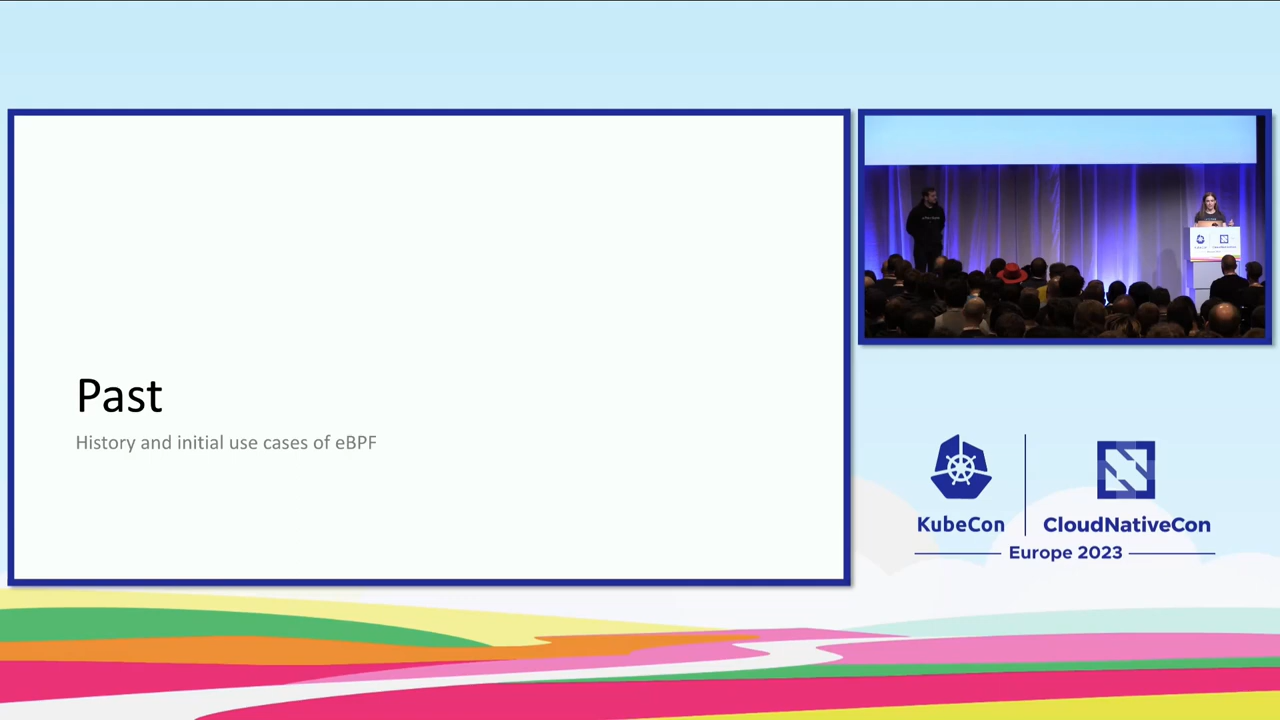 Past
History and initial use cases of eBPF
KubeCon
CloudNativeCon
Europe 2023